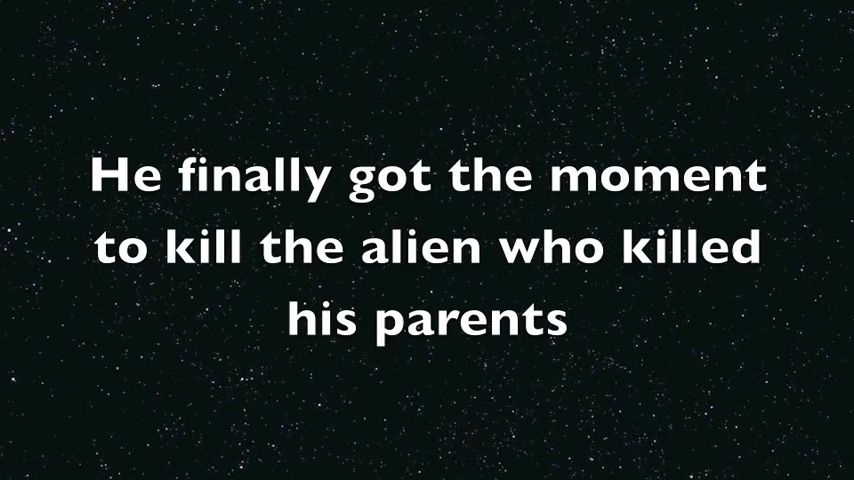 He finally got the moment
to kill the alien who killed
his parents